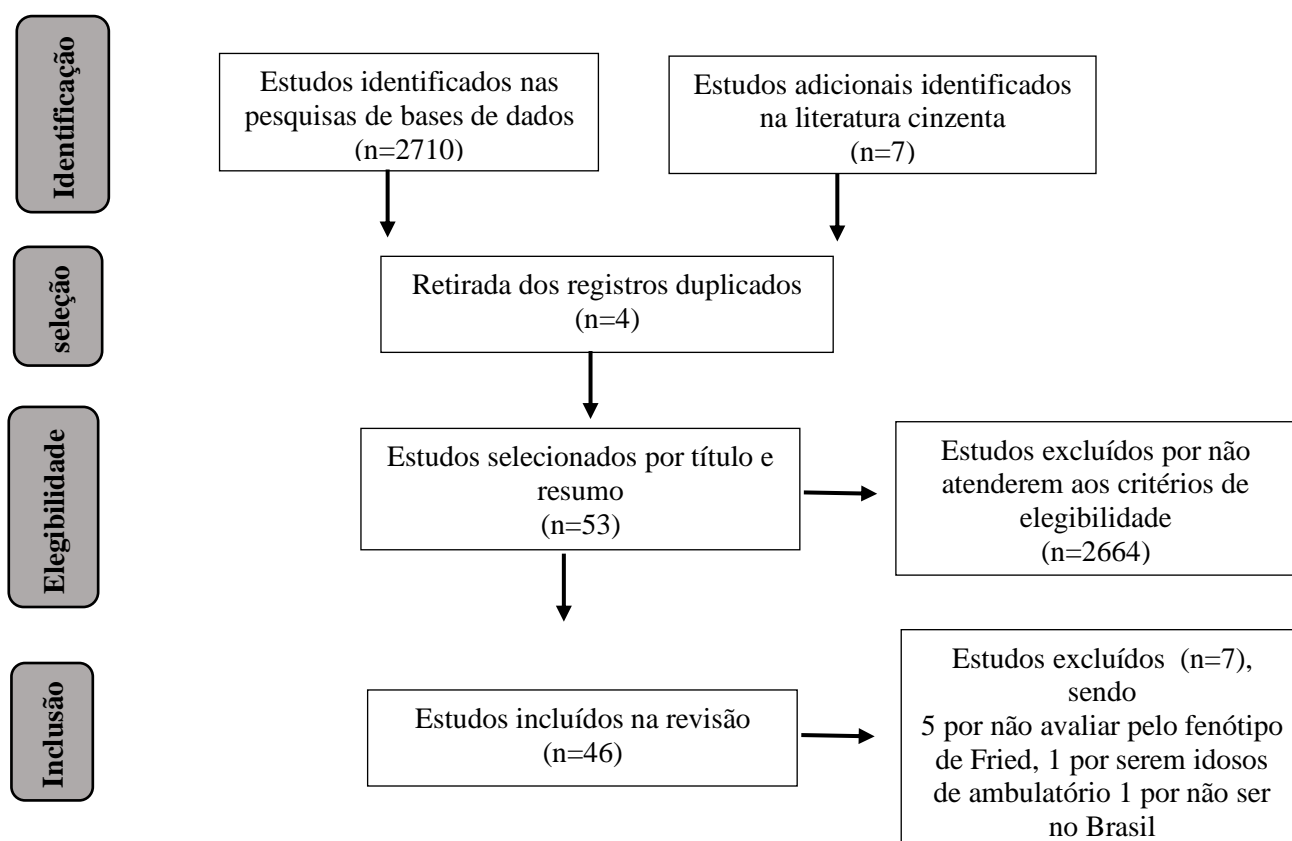 Identificação
Estudos identificados nas
pesquisas de bases de dados
(n=2710)
Estudos adicionais identificados
na literatura cinzenta
(n=7)
seleção
Retirada dos registros duplicados
(n=4)
Elegibilidade
Estudos selecionados por título e
resumo
(n=53)
Estudos excluídos por não
atenderem aos critérios de
elegibilidade
(n=2664)
Inclusão
Estudos incluídos na revisão
(n=46)
Estudos excluídos (n=7),
sendo
5 por não avaliar pelo fenótipo
de Fried, 1 por serem idosos
de ambulatório 1 por não ser
no Brasil